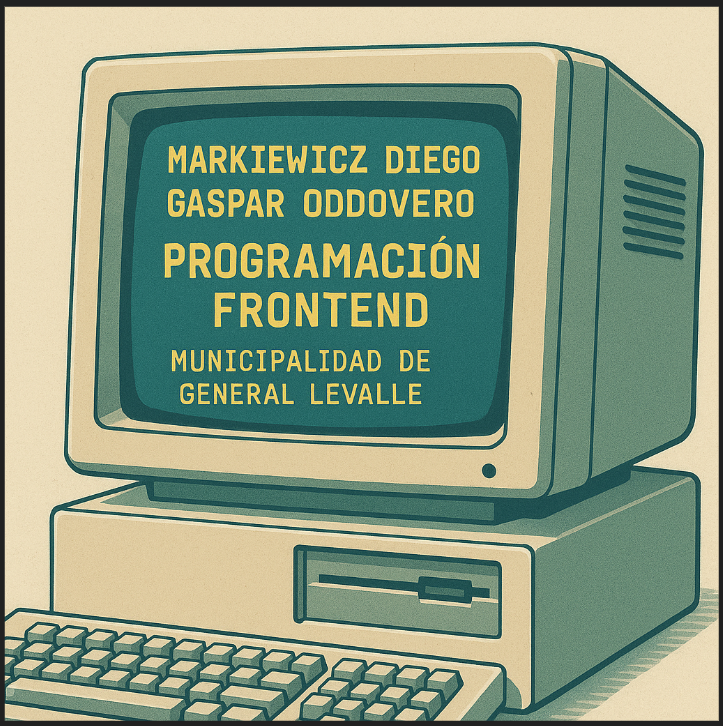 MARKIEWICZ DIEGO
GASPAR ODDOVERO
PROGRAMACIÓN
FRONTEND
MUNICIPALIDAD DE
GENERAL LEVALLE